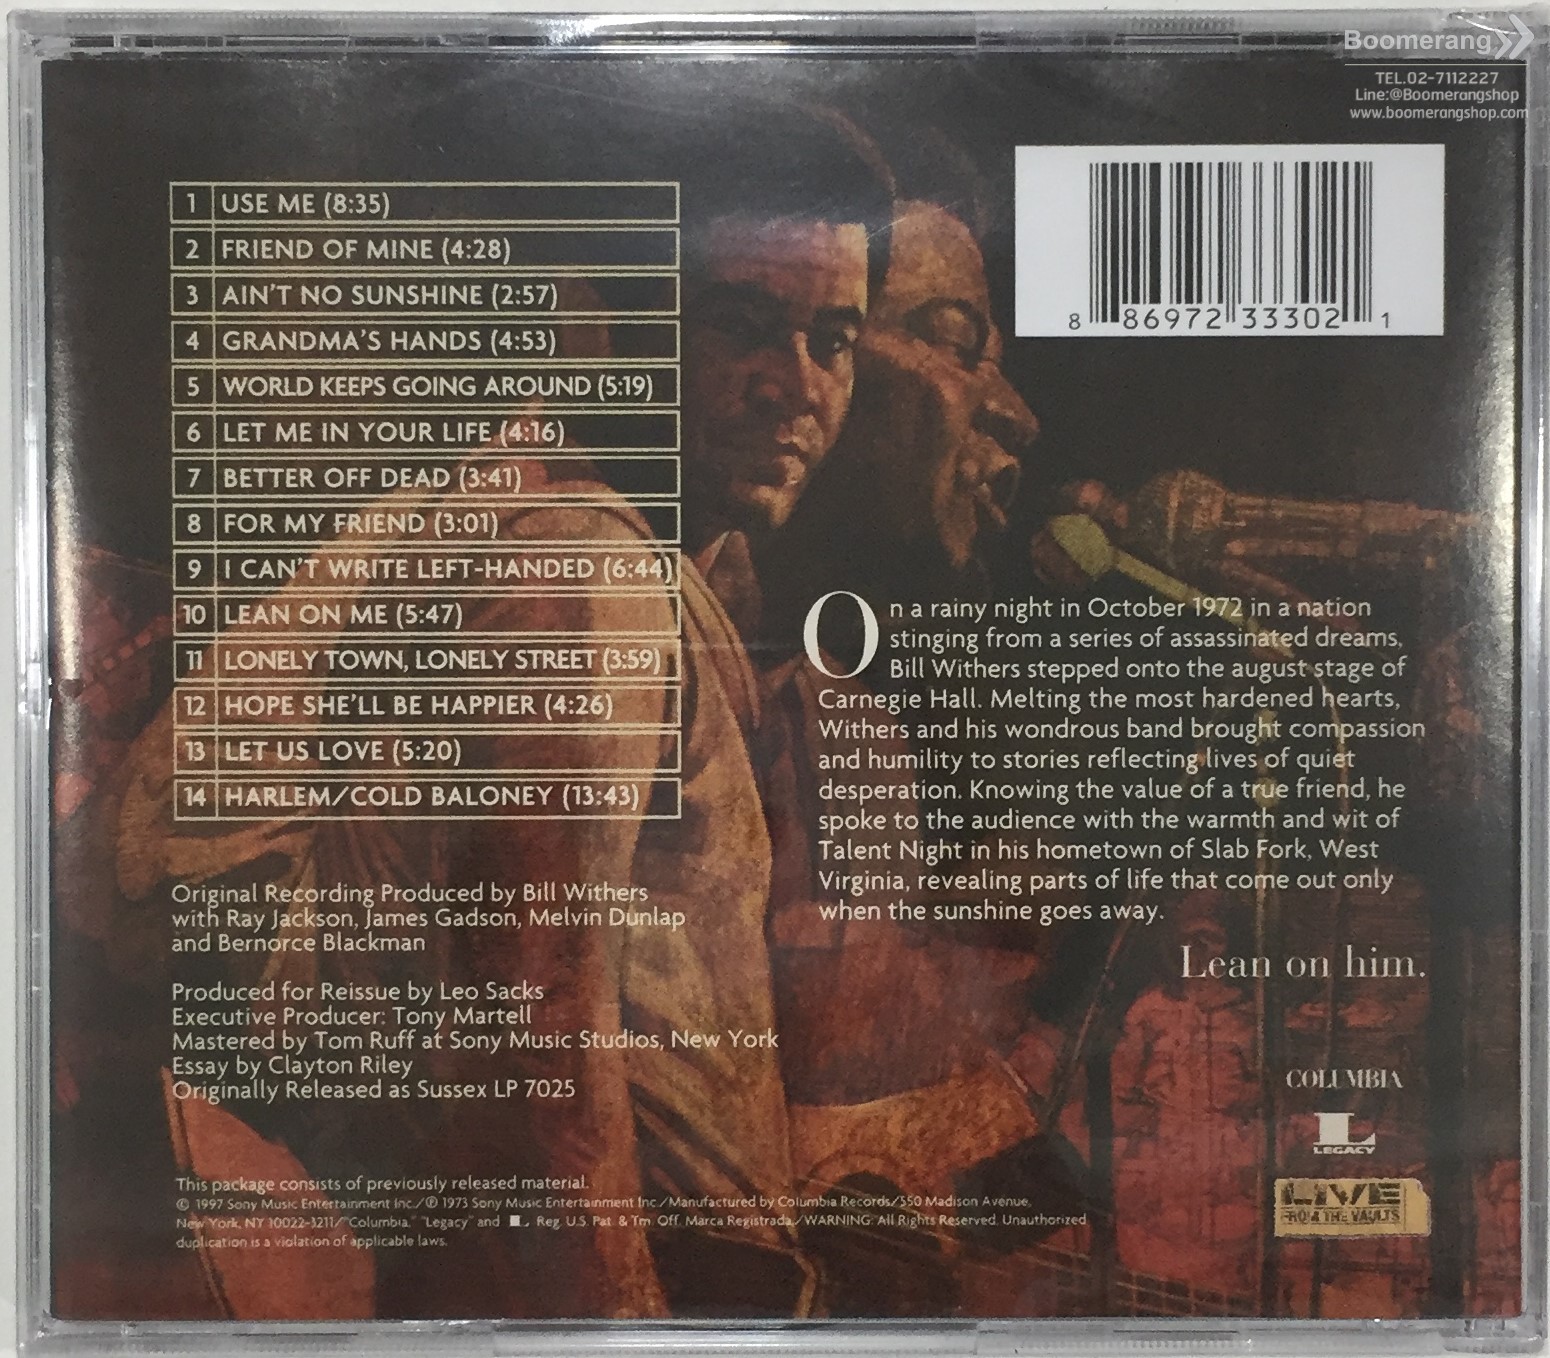 Boomerang
TEL.02-7112227
Line:@Boomerangshop
www.boomerangshop.com
8 86972 33302 1
1 USE ME (8:35)
2 FRIEND OF MINE (4:28)
3 AIN'T NO SUNSHINE (2:57)
4 GRANDMA'S HANDS (4:53)
5 WORLD KEEPS GOING AROUND (5:19)
6 LET ME IN YOUR LIFE (4:16)
7 BETTER OFF DEAD (3:41)
8 FOR MY FRIEND (3:01)
9 I CAN'T WRITE LEFT-HANDED (6:44)
10 LEAN ON ME (5:47)
11 LONELY TOWN, LONELY STREET (3:59)
12 HOPE SHE'LL BE HAPPIER (4:26)
13 LET US LOVE (5:20)
14 HARLEM/COLD BALONEY (13:43)
Original Recording Produced by Bill Withers
with Ray Jackson, James Gadson, Melvin Dunlap
and Bernorce Blackman
Produced for Reissue by Leo Sacks
Executive Producer: Tony Martell
Mastered by Tom Ruff at Sony Music Studios, New York
Essay by Clayton Riley
Originally Released as Sussex LP 7025
On a rainy night in October 1972 in a nation
stinging from a series of assassinated dreams,
Bill Withers stepped onto the august stage of
Carnegie Hall. Melting the most hardened hearts,
Withers and his wondrous band brought compassion
and humility to stories reflecting lives of quiet
desperation. Knowing the value of a true friend, he
spoke to the audience with the warmth and wit of
Talent Night in his hometown of Slab Fork, West
Virginia, revealing parts of life that come out only
when the sunshine goes away.
Lean on him.
COLUMBIA
L
LEGACY
LIVE
FROM THE VAULTS
This package consists of previously released material.
© 1997 Sony Music Entertainment Inc./℗ 1973 Sony Music Entertainment Inc./Manufactured by Columbia Records/550 Madison Avenue,
New York, NY 10022-3211/"Columbia," "Legacy" and L Reg. U.S. Pat. & Tm. Off. Marca Registrada./WARNING: All Rights Reserved. Unauthorized
duplication is a violation of applicable laws.